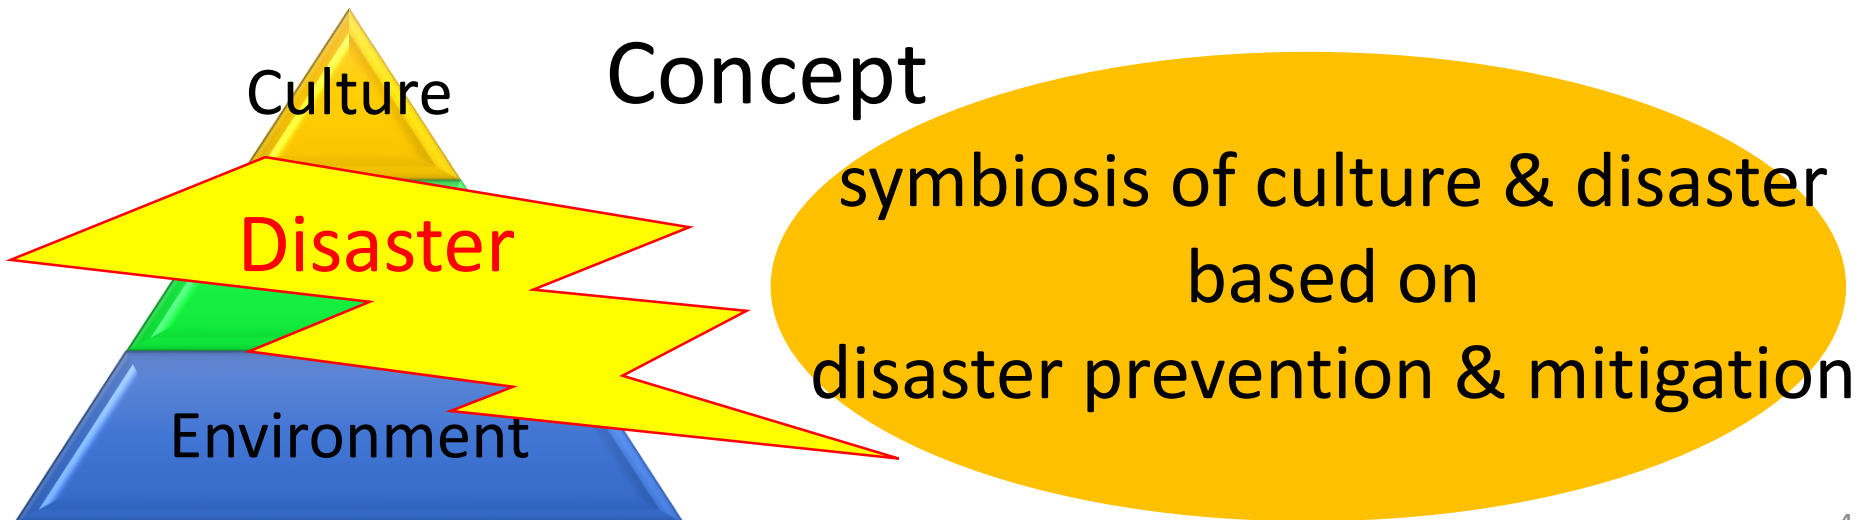 Concept
Culture
Disaster
Environment
symbiosis of culture & disaster
based on
disaster prevention & mitigation